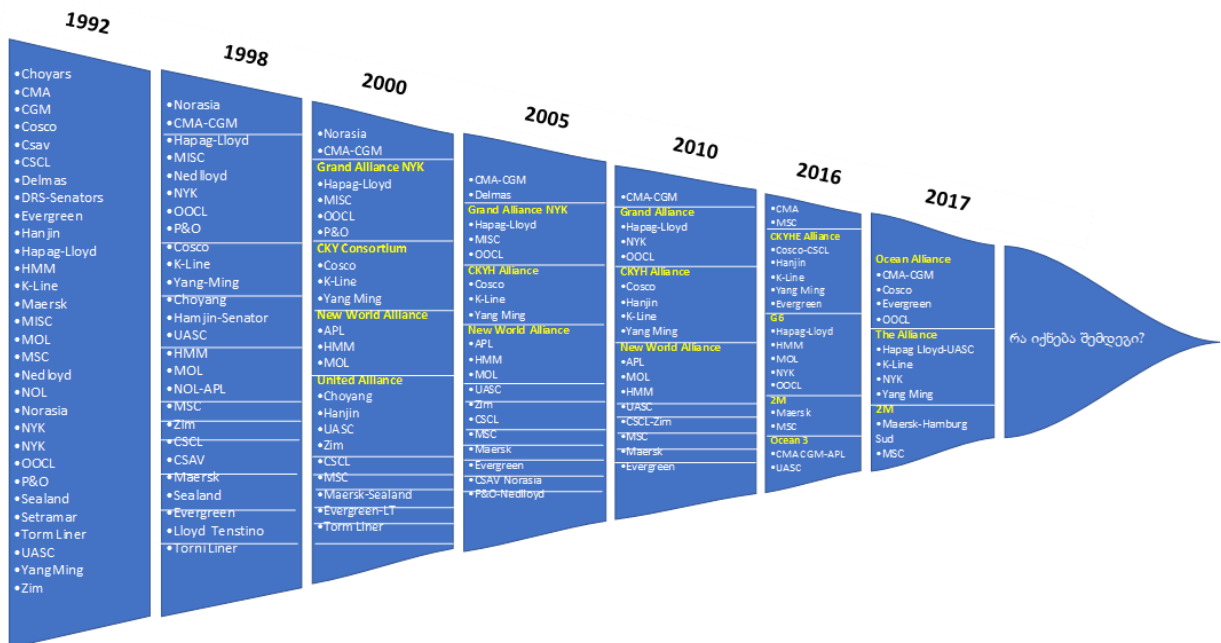 1992
•Choyars
•CMA
•CGM
•Cosco
•Csav
•CSCL
•Delmas
•DRS-Senators
•Evergreen
•Hanjin
•Hapag-Lloyd
•HMM
•K-Line
•Maersk
•MISC
•MOL
•MSC
•Nedloyd
•NOL
•Norasia
•NYK
•NYK
•OOCL
•P&O
•Sealand
•Setramar
•Torm Liner
•UASC
•YangMing
•Zim
1998
•Norasia
•CMA-CGM
•Hapag-Lloyd
•MISC
•Nedlloyd
•NYK
•OOCL
•P&O
•Cosco
•K-Line
•Yang-Ming
•Choyang
•Hamjin-Senator
•UASC
•HMM
•MOL
•NOL-APL
•MSC
•Zim
•CSCL
•CSAV
•Maersk
•Sealand
•Evergreen
•Lloyd Tenstino
•Torni Liner
2000
•Norasia
•CMA-CGM
Grand Alliance NYK
•Hapag-Lloyd
•MISC
•OOCL
•P&O
CKY Consortium
•Cosco
•K-Line
•Yang Ming
New World Alliance
•APL
•HMM
•MOL
United Alliance
•Choyang
•Hanjin
•UASC
•Zim
•CSCL
•MSC
•Maersk-Sealand
•Evergreen-LT
•Torm Liner
2005
•CMA-CGM
•Delmas
Grand Alliance NYK
•Hapag-Lloyd
•MISC
•OOCL
CKYH Alliance
•Cosco
•K-Line
•Yang Ming
New World Alliance
•APL
•HMM
•MOL
•UASC
•Zim
•CSCL
•MSC
•Maersk
•Evergreen
•CSAV Norasia
•P&O-Nedlloyd
2010
•CMA-CGM
Grand Alliance
•Hapag-Lloyd
•NYK
•OOCL
CKYH Alliance
•Cosco
•Hanjin
•K-Line
•Yang Ming
New World Alliance
•APL
•MOL
•HMM
•UASC
•CSCL-Zim
•MSC
•Maersk
•Evergreen
2016
•CMA
•MSC
CKYHE Alliance
•Cosco-CSCL
•Hanjin
•K-Line
•Yang Ming
•Evergreen
G6
•Hapag-Lloyd
•HMM
•MOL
•NYK
•OOCL
2M
•Maersk
•MSC
Ocean 3
•CMA CGM-APL
•UASC
2017
Ocean Alliance
•CMA-CGM
•Cosco
•Evergreen
•OOCL
The Alliance
•Hapag Lloyd-UASC
•K-Line
•NYK
•Yang Ming
2M
•Maersk-Hamburg
Sud
•MSC
რა იქნება შემდეგი?